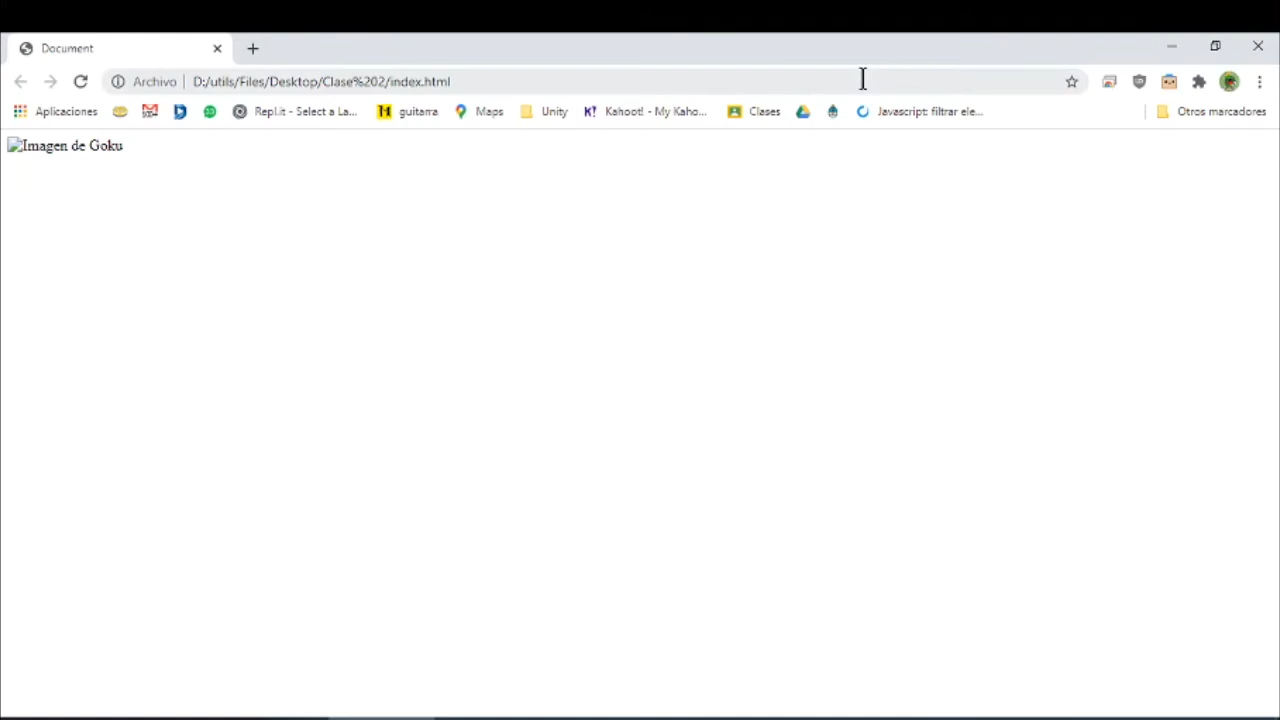 Document
Archivo | D:/utils/Files/Desktop/Clase%202/index.html
Aplicaciones Repl.it - Select a La... guitarra Maps Unity K! Kahoot! - My Kaho... Clases Javascript: filtrar ele... Otros marcadores
Imagen de Goku